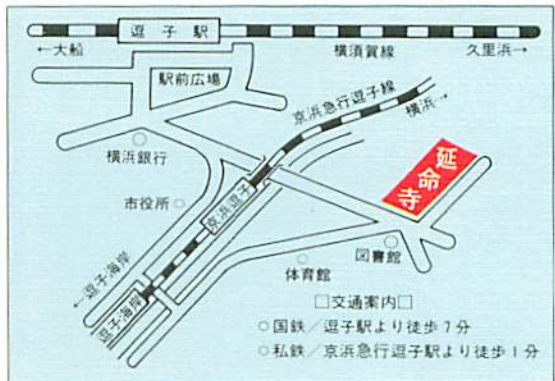 逗子駅
←大船
横須賀線
久里浜→
駅前広場
京浜急行逗子線
横浜→
横浜銀行
延命寺
市役所
京浜逗子
図書館
体育館
逗子海岸
←
逗子海岸
□交通案内□
○国鉄/逗子駅より徒歩7分
○私鉄/京浜急行逗子駅より徒歩1分